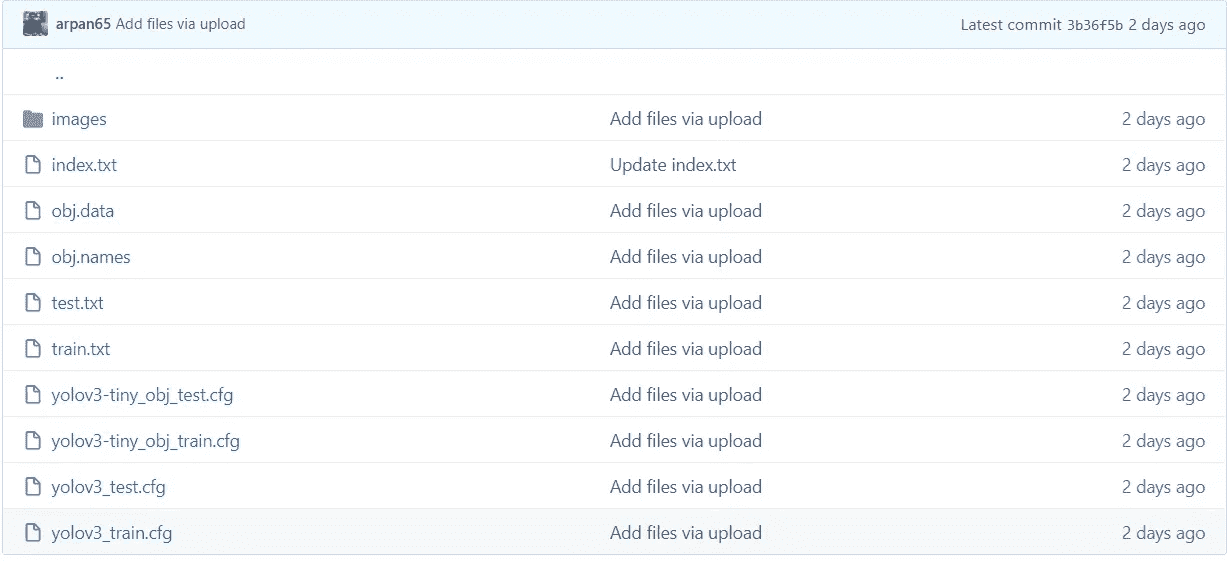 arpan65 Add files via upload Latest commit 3b36f5b 2 days ago
..
images Add files via upload 2 days ago
index.txt Update index.txt 2 days ago
obj.data Add files via upload 2 days ago
obj.names Add files via upload 2 days ago
test.txt Add files via upload 2 days ago
train.txt Add files via upload 2 days ago
yolov3-tiny_obj_test.cfg Add files via upload 2 days ago
yolov3-tiny_obj_train.cfg Add files via upload 2 days ago
yolov3_test.cfg Add files via upload 2 days ago
yolov3_train.cfg Add files via upload 2 days ago